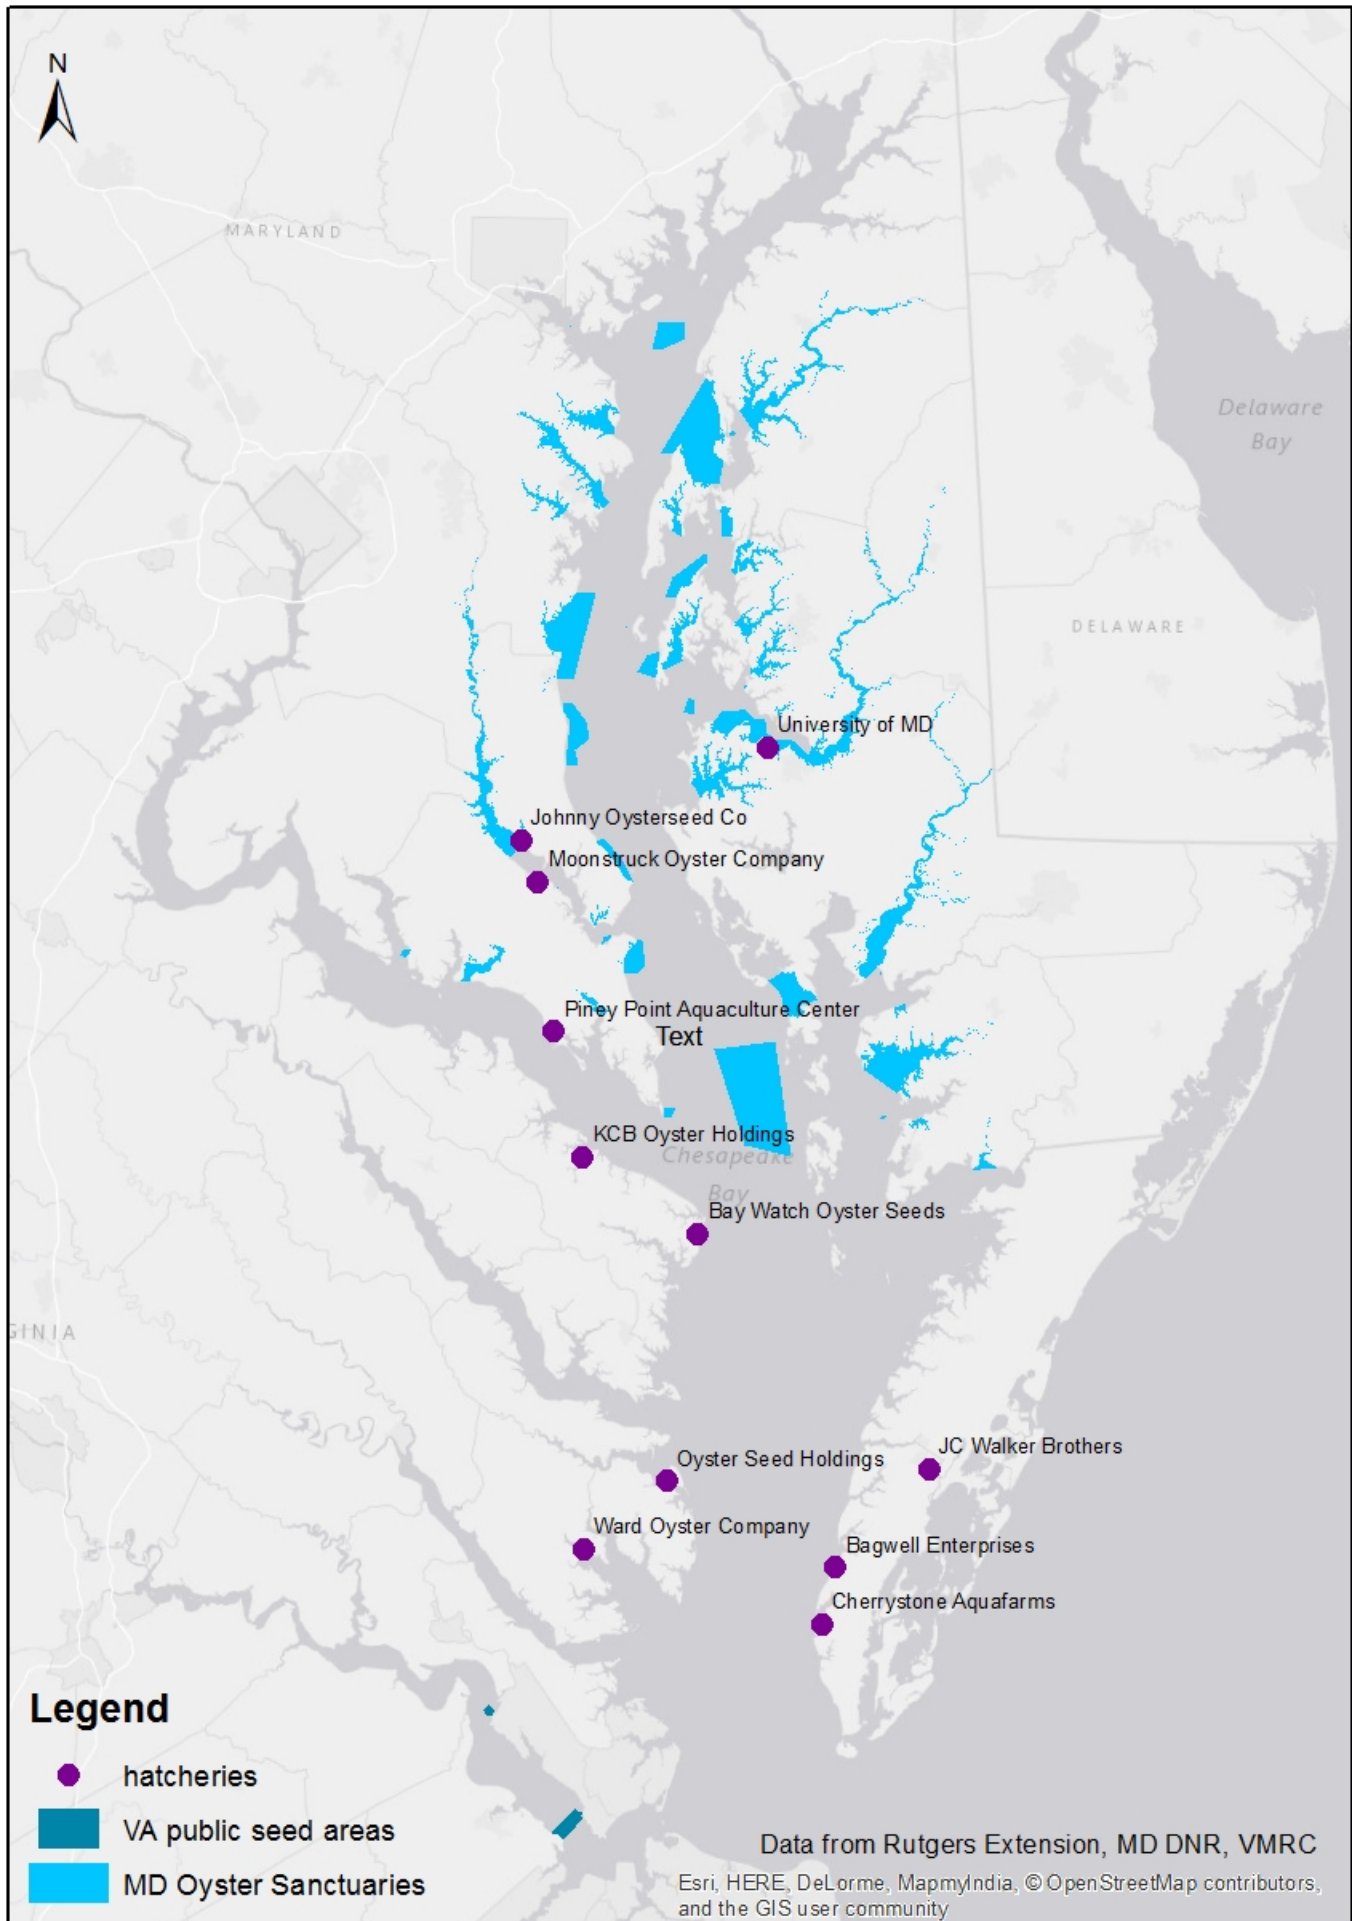 N
MARYLAND
Delaware
Bay
DELAWARE
University of MD
Johnny Oysterseed Co
Moonstruck Oyster Company
Piney Point Aquaculture Center
Text
KCB Oyster Holdings
Chesapeake
Bay
Bay Watch Oyster Seeds
GINIA
JC Walker Brothers
Oyster Seed Holdings
Ward Oyster Company
Bagwell Enterprises
Cherrystone Aquafarms
Legend
hatcheries
VA public seed areas
MD Oyster Sanctuaries
Data from Rutgers Extension, MD DNR, VMRC
Esri, HERE, DeLorme, MapmyIndia, © OpenStreetMap contributors,
and the GIS user community